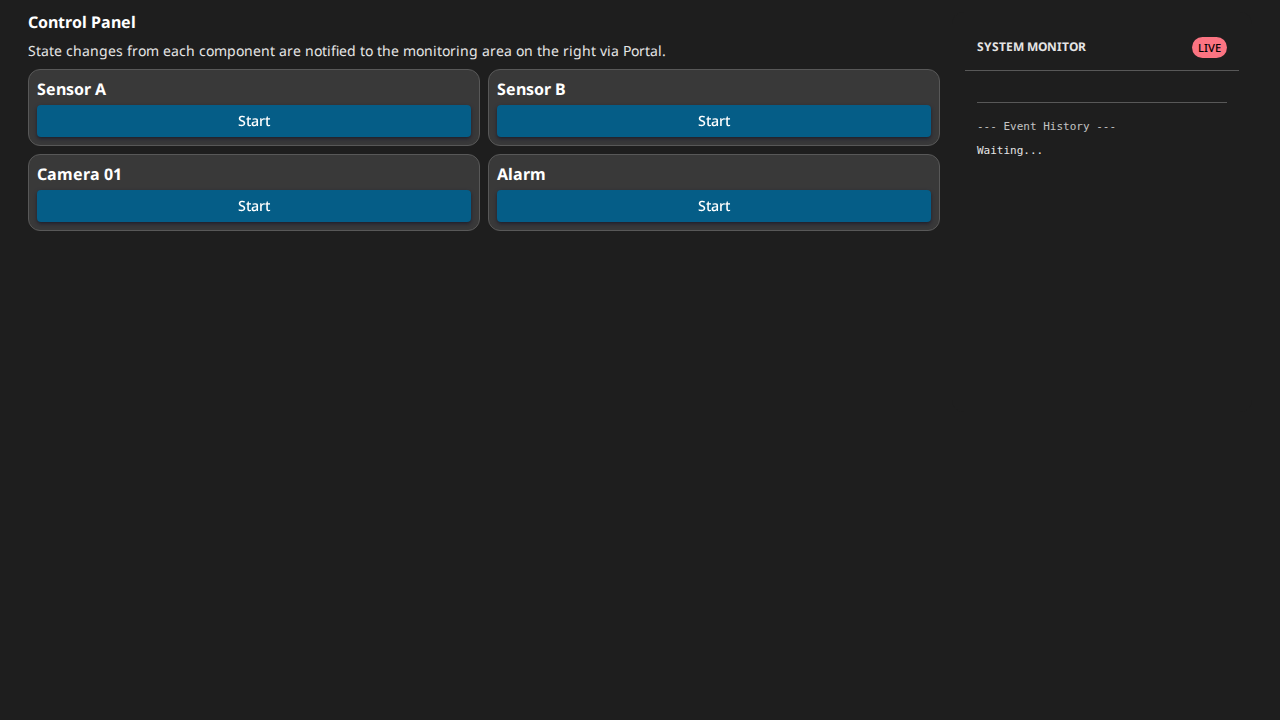 Control Panel
State changes from each component are notified to the monitoring area on the right via Portal.
Sensor A
Start
Sensor B
Start
Camera 01
Start
Alarm
Start
SYSTEM MONITOR
LIVE
--- Event History ---
Waiting...